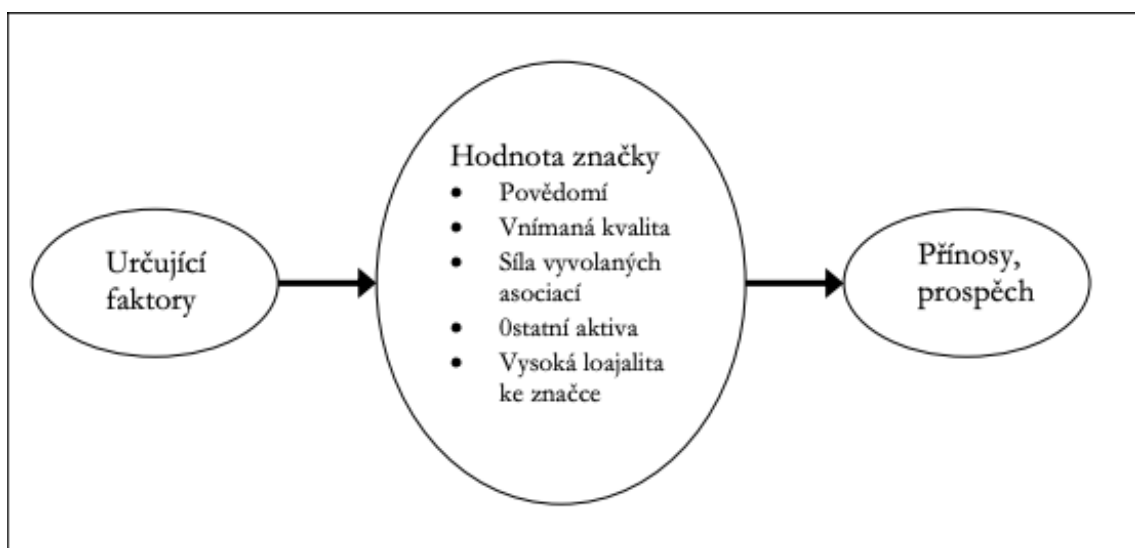 Určující
faktory
Hodnota značky
• Povědomí
• Vnímaná kvalita
• Síla vyvolaných
asociací
• 0statní aktiva
• Vysoká loajalita
ke značce
Přínosy,
prospěch